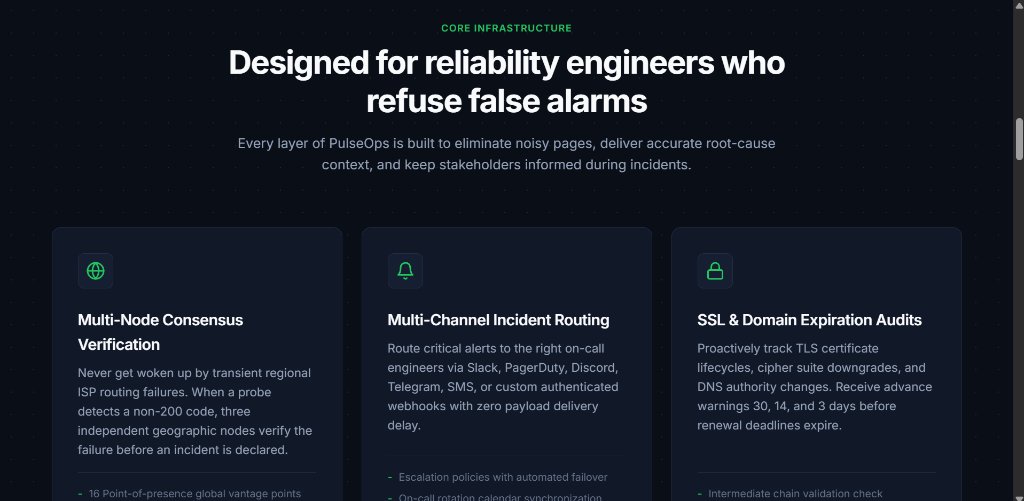 CORE INFRASTRUCTURE
Designed for reliability engineers who
refuse false alarms
Every layer of PulseOps is built to eliminate noisy pages, deliver accurate root-cause
context, and keep stakeholders informed during incidents.
Multi-Node Consensus
Verification
Never get woken up by transient regional
ISP routing failures. When a probe
detects a non-200 code, three
independent geographic nodes verify the
failure before an incident is declared.
- 16 Point-of-presence global vantage points
Multi-Channel Incident Routing
Route critical alerts to the right on-call
engineers via Slack, PagerDuty, Discord,
Telegram, SMS, or custom authenticated
webhooks with zero payload delivery
delay.
- Escalation policies with automated failover
- On-call rotation calendar synchronization
SSL & Domain Expiration Audits
Proactively track TLS certificate
lifecycles, cipher suite downgrades, and
DNS authority changes. Receive advance
warnings 30, 14, and 3 days before
renewal deadlines expire.
- Intermediate chain validation check